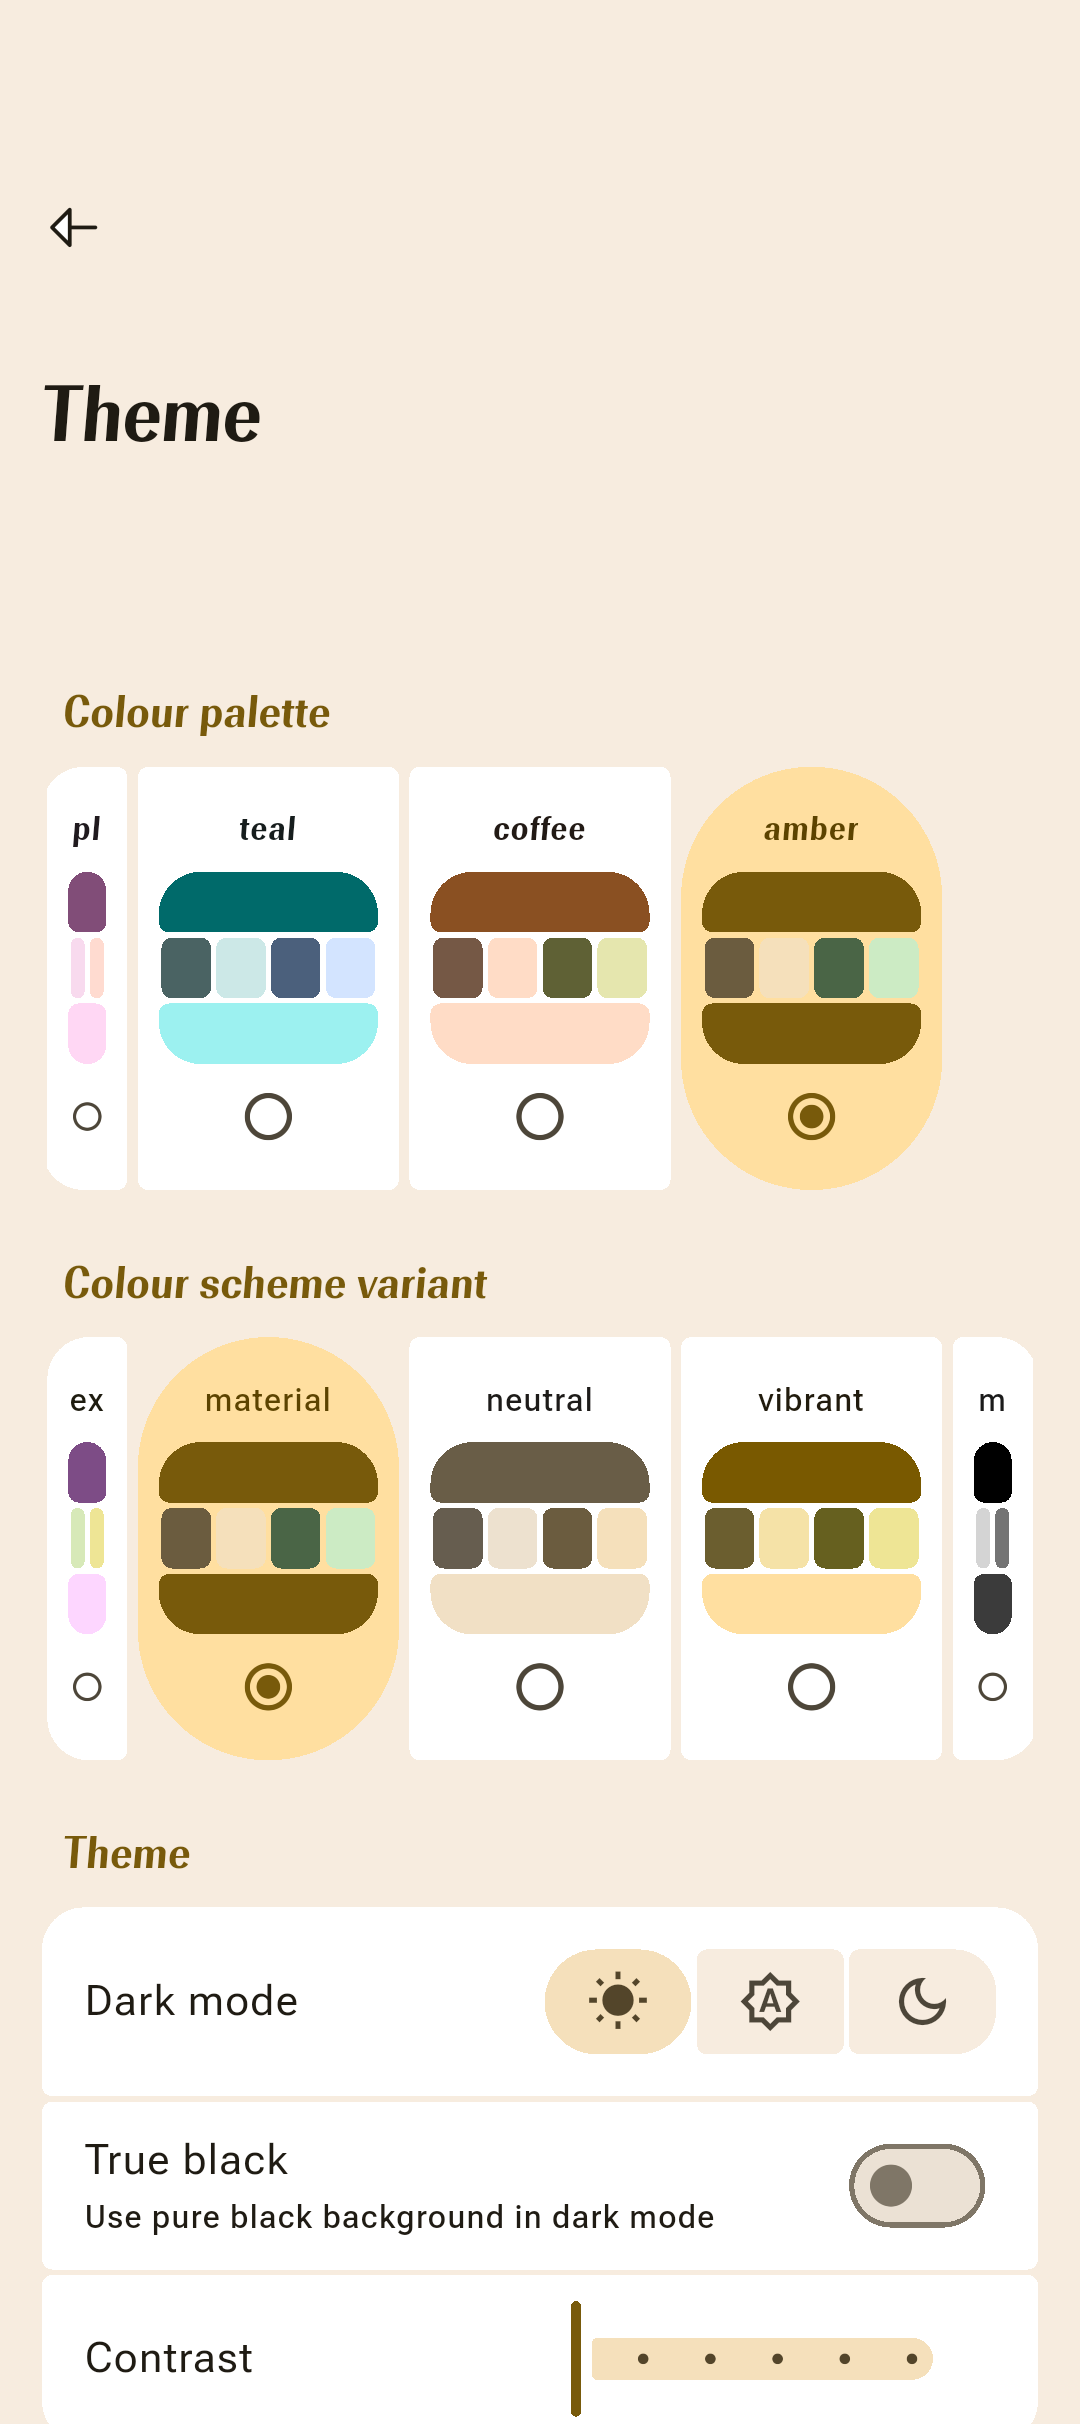 Theme
Colour palette
pl
teal
coffee
amber
Colour scheme variant
ex
material
neutral
vibrant
m
Theme
Dark mode
A
True black
Use pure black background in dark mode
Contrast